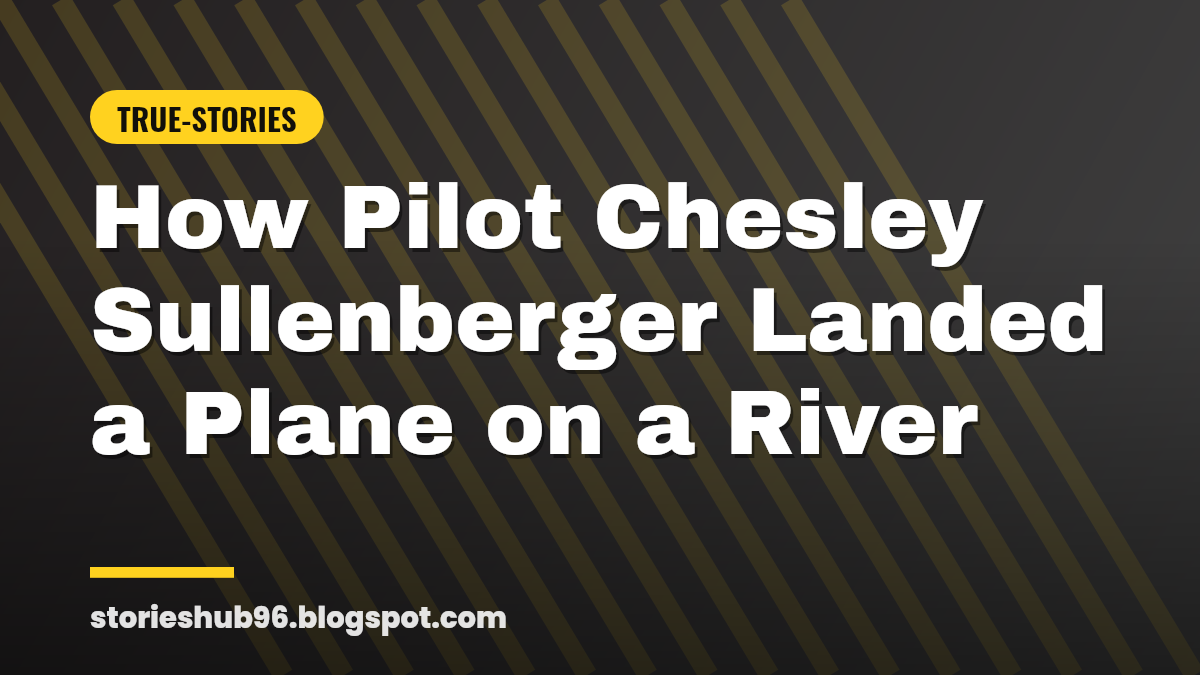 TRUE-STORIES
How Pilot Chesley
Sullenberger Landed
a Plane on a River
storieshub96.blogspot.com